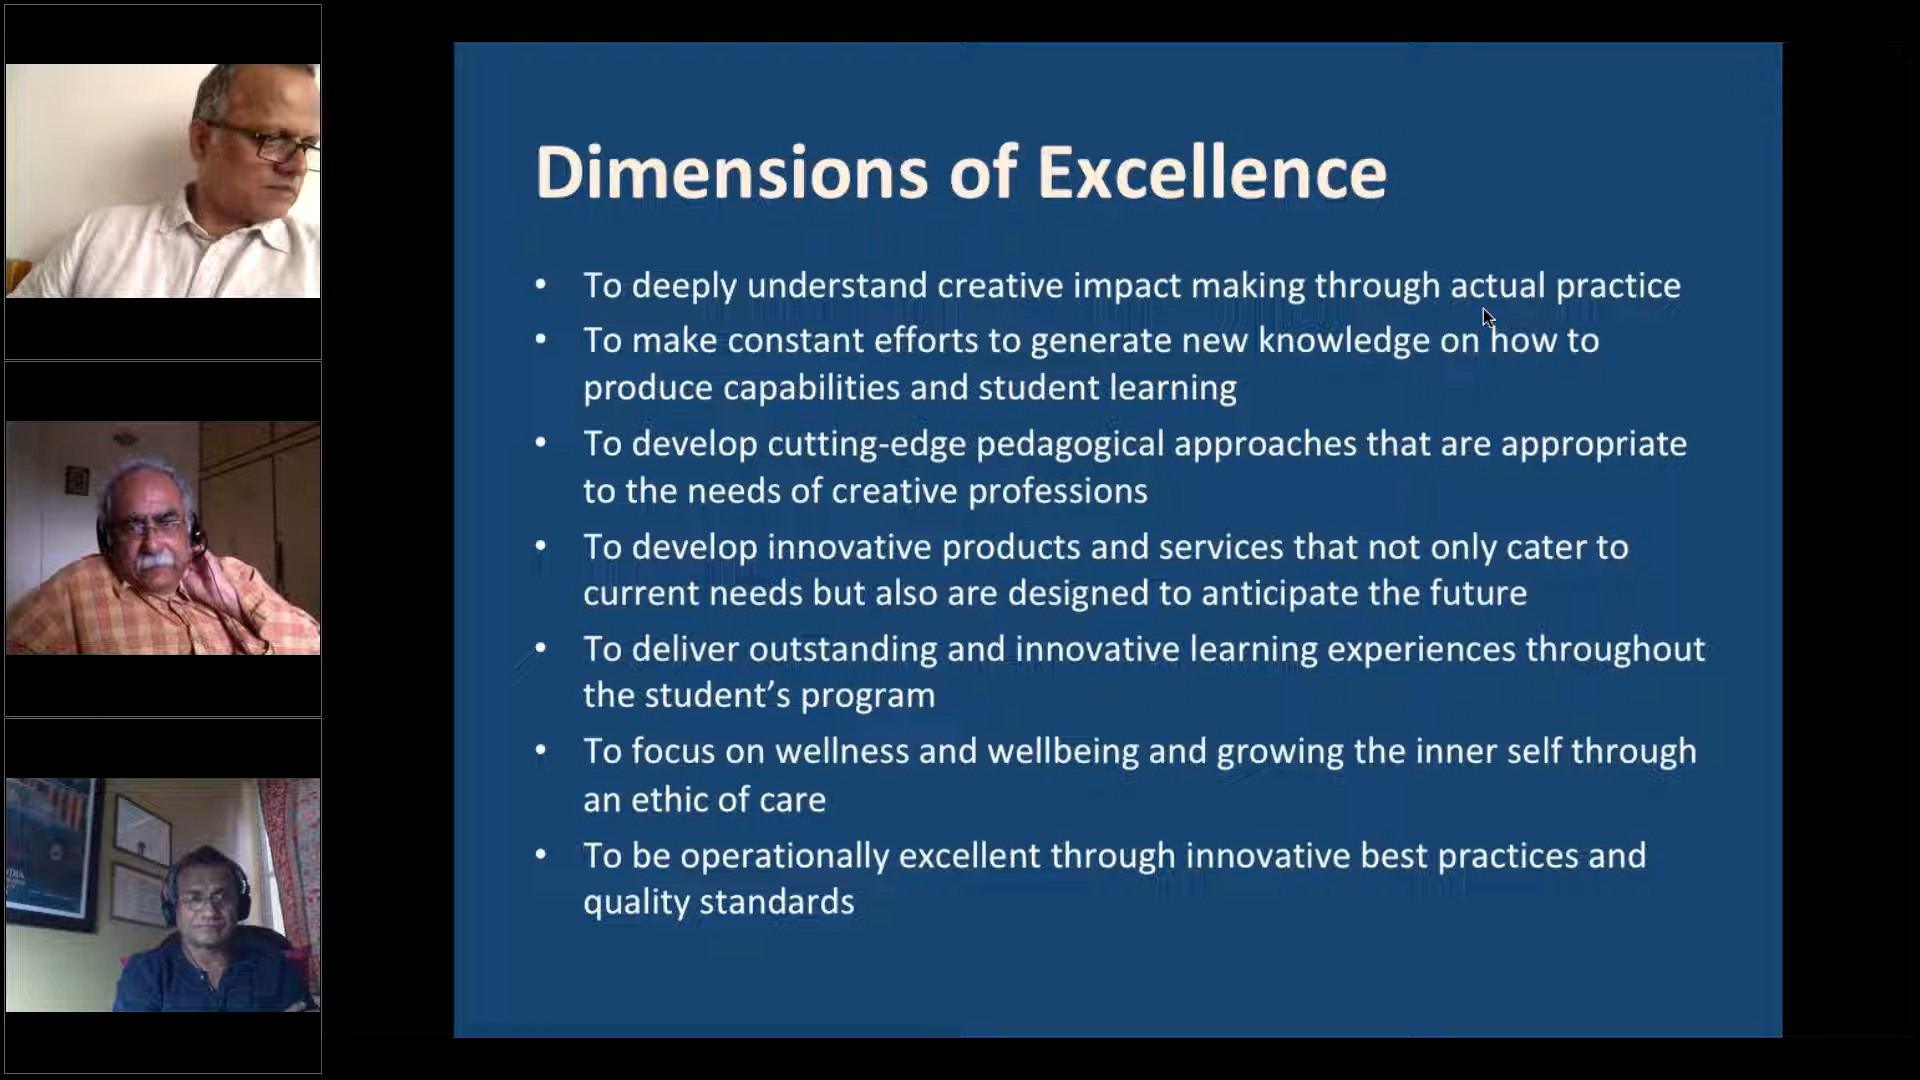 Dimensions of Excellence
• To deeply understand creative impact making through actual practice
• To make constant efforts to generate new knowledge on how to
produce capabilities and student learning
• To develop cutting-edge pedagogical approaches that are appropriate
to the needs of creative professions
• To develop innovative products and services that not only cater to
current needs but also are designed to anticipate the future
• To deliver outstanding and innovative learning experiences throughout
the student’s program
• To focus on wellness and wellbeing and growing the inner self through
an ethic of care
• To be operationally excellent through innovative best practices and
quality standards